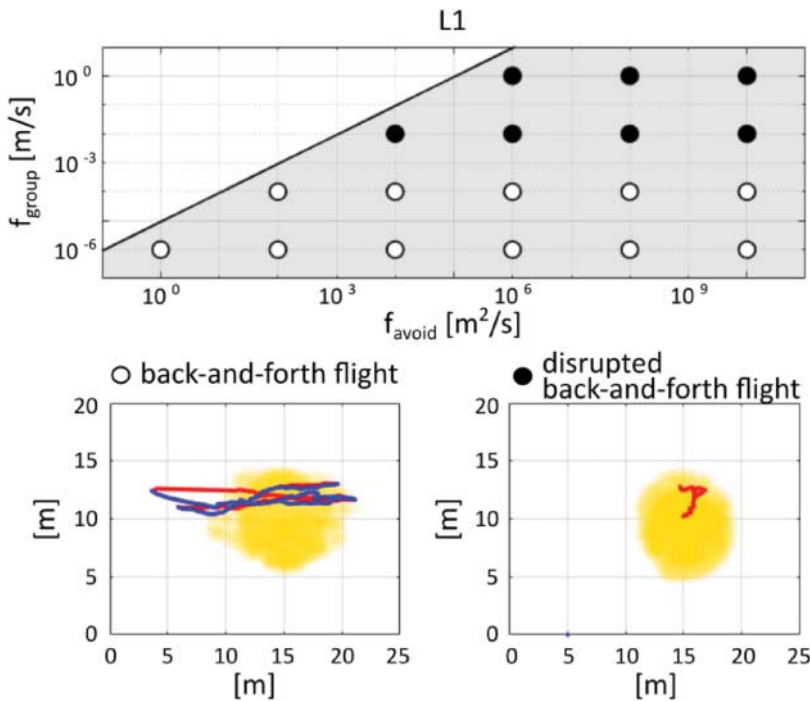 L1
f_group [m/s]
10^0
10^-3
10^-6
10^0 10^3 10^6 10^9
f_avoid [m^2/s]
back-and-forth flight
disrupted
back-and-forth flight
[m]
20
15
10
5
0
0 5 10 15 20 25
[m]
[m]
20
15
10
5
0
0 5 10 15 20 25
[m]